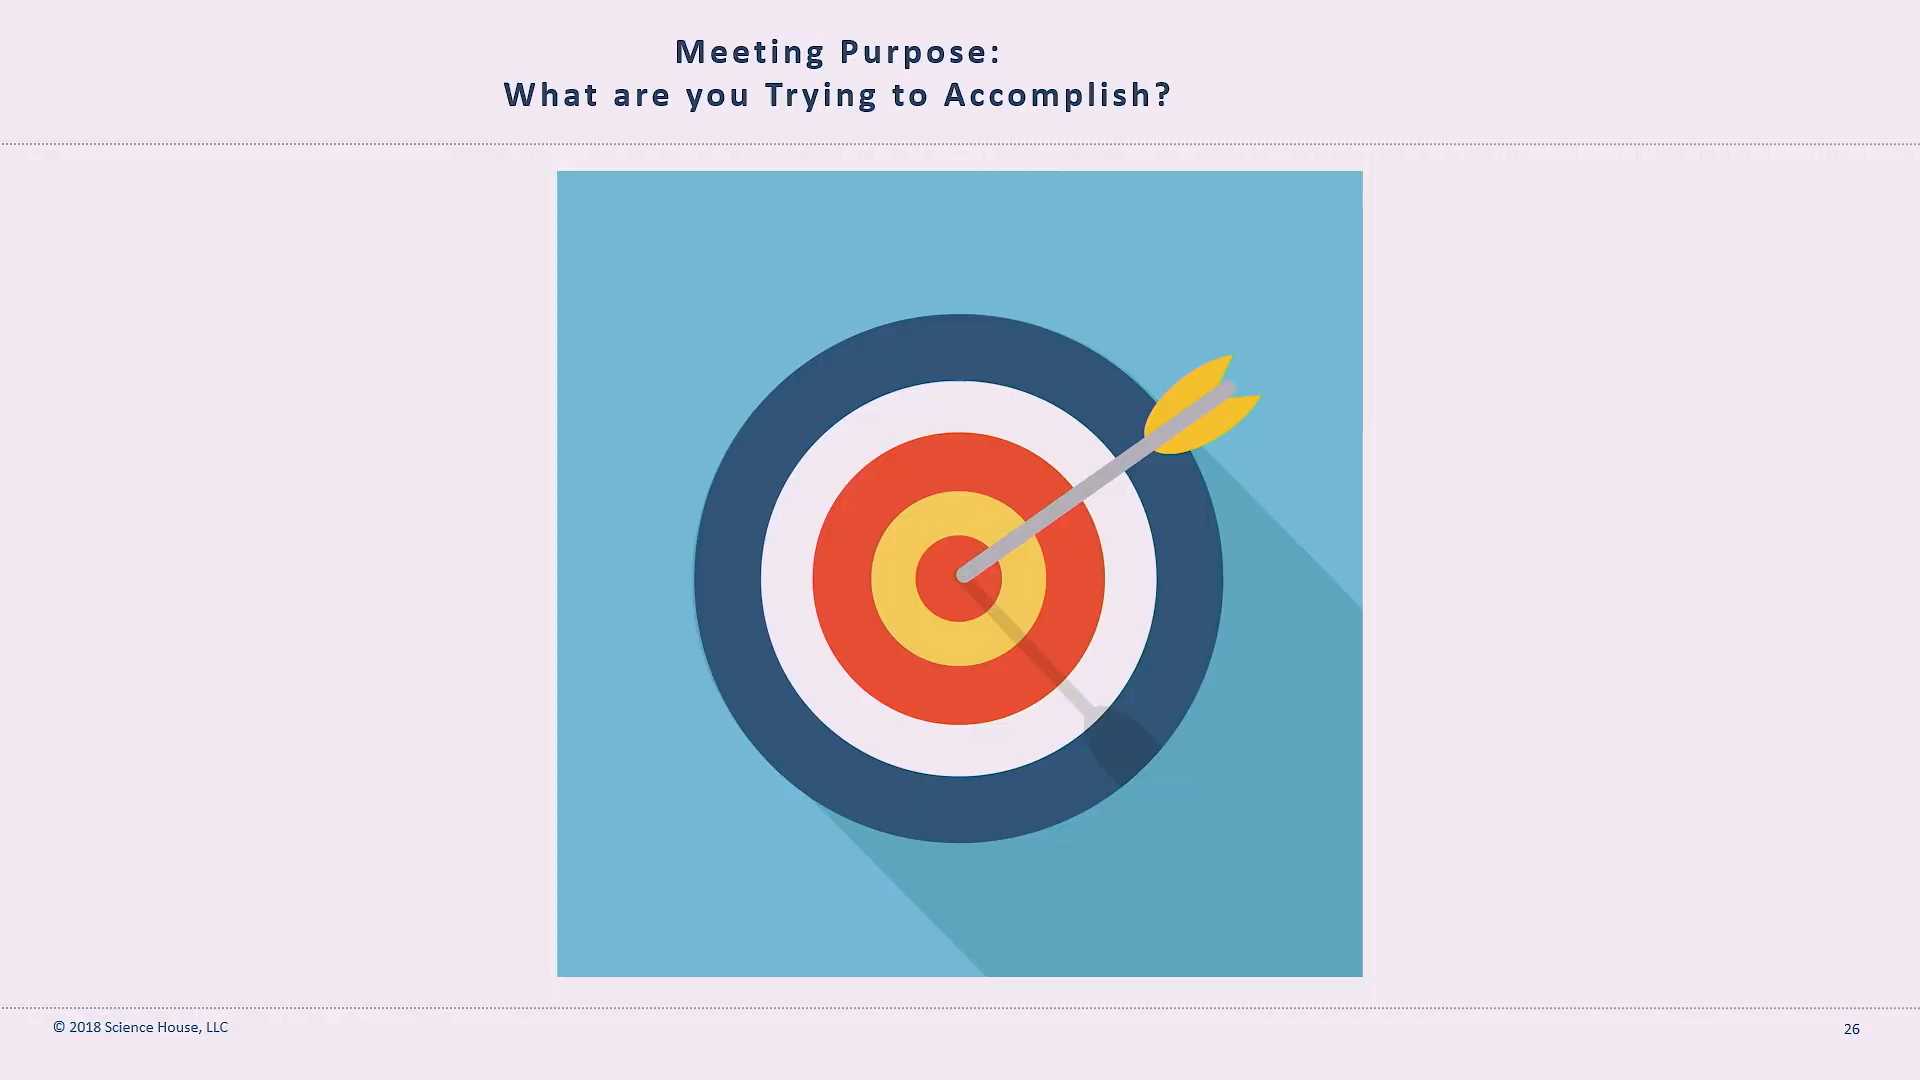 Meeting Purpose:
What are you Trying to Accomplish?
© 2018 Science House, LLC
26